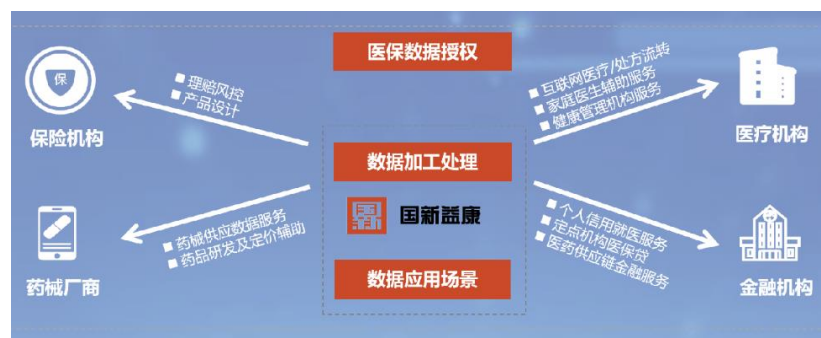 医保数据授权
保
保险机构
■ 理赔风控
■ 产品设计
■ 互联网医疗/处方流转
■ 家庭医生辅助服务
■ 健康管理机构服务
医疗机构
数据加工处理
国新益康
数据应用场景
药械厂商
■ 药械供应数据服务
■ 药品研发及定价辅助
■ 个人信用就医服务
■ 定点机构医保贷
■ 医药供应链金融服务
金融机构